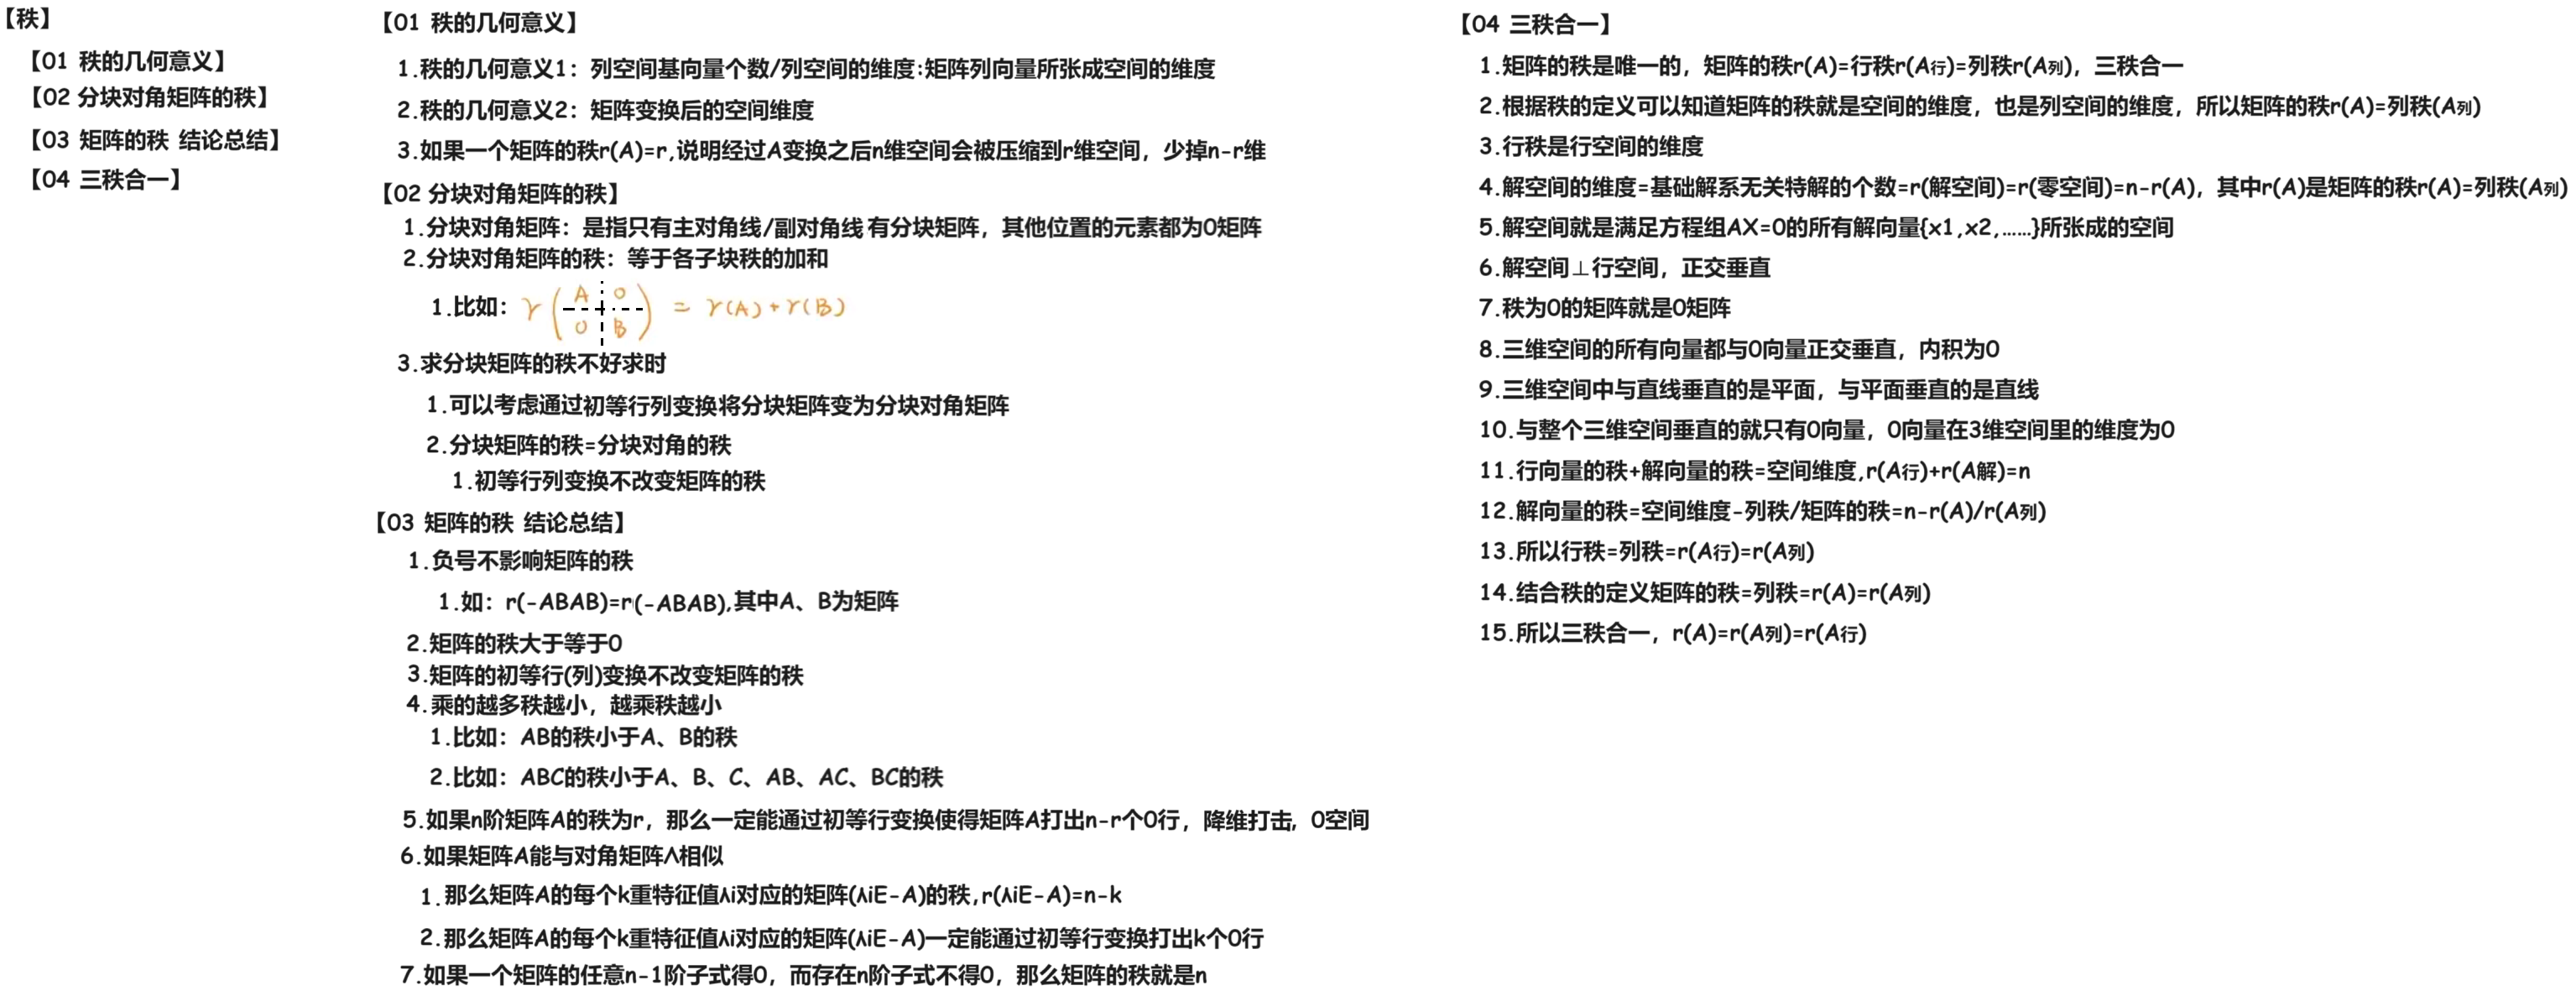 【秩】
【01 秩的几何意义】
【02 分块对角矩阵的秩】
【03 矩阵的秩 结论总结】
【04 三秩合一】
【01 秩的几何意义】
1.秩的几何意义1：列空间基向量个数/列空间的维度:矩阵列向量所张成空间的维度
2.秩的几何意义2：矩阵变换后的空间维度
3.如果一个矩阵的秩r(A)=r,说明经过A变换之后n维空间会被压缩到r维空间，少掉n-r维
【02 分块对角矩阵的秩】
1.分块对角矩阵：是指只有主对角线/副对角线 有分块矩阵，其他位置的元素都为0矩阵
2.分块对角矩阵的秩：等于各子块秩的加和
1.比如：r(A 0
0 B) = r(A)+r(B)
3.求分块矩阵的秩不好求时
1.可以考虑通过初等行列变换将分块矩阵变为分块对角矩阵
2.分块矩阵的秩=分块对角的秩
1.初等行列变换不改变矩阵的秩
【03 矩阵的秩 结论总结】
1.负号不影响矩阵的秩
1.如：r(-ABAB)=r(-ABAB),其中A、B为矩阵
2.矩阵的秩大于等于0
3.矩阵的初等行(列)变换不改变矩阵的秩
4.乘的越多秩越小，越乘秩越小
1.比如：AB的秩小于A、B的秩
2.比如：ABC的秩小于A、B、C、AB、AC、BC的秩
5.如果n阶矩阵A的秩为r，那么一定能通过初等行变换使得矩阵A打出n-r个0行，降维打击，0空间
6.如果矩阵A能与对角矩阵Λ相似
1.那么矩阵A的每个k重特征值λi对应的矩阵(λiE-A)的秩,r(λiE-A)=n-k
2.那么矩阵A的每个k重特征值λi对应的矩阵(λiE-A)一定能通过初等行变换打出k个0行
7.如果一个矩阵的任意n-1阶子式得0，而存在n阶子式不得0，那么矩阵的秩就是n
【04 三秩合一】
1.矩阵的秩是唯一的，矩阵的秩r(A)=行秩r(A行)=列秩r(A列)，三秩合一
2.根据秩的定义可以知道矩阵的秩就是空间的维度，也是列空间的维度，所以矩阵的秩r(A)=列秩(A列)
3.行秩是行空间的维度
4.解空间的维度=基础解系无关特解的个数=r(解空间)=r(零空间)=n-r(A)，其中r(A)是矩阵的秩r(A)=列秩(A列)
5.解空间就是满足方程组AX=0的所有解向量{x1,x2,……}所张成的空间
6.解空间⊥行空间，正交垂直
7.秩为0的矩阵就是0矩阵
8.三维空间的所有向量都与0向量正交垂直，内积为0
9.三维空间中与直线垂直的是平面，与平面垂直的是直线
10.与整个三维空间垂直的就只有0向量，0向量在3维空间里的维度为0
11.行向量的秩+解向量的秩=空间维度,r(A行)+r(A解)=n
12.解向量的秩=空间维度-列秩/矩阵的秩=n-r(A)/r(A列)
13.所以行秩=列秩=r(A行)=r(A列)
14.结合秩的定义矩阵的秩=列秩=r(A)=r(A列)
15.所以三秩合一，r(A)=r(A列)=r(A行)